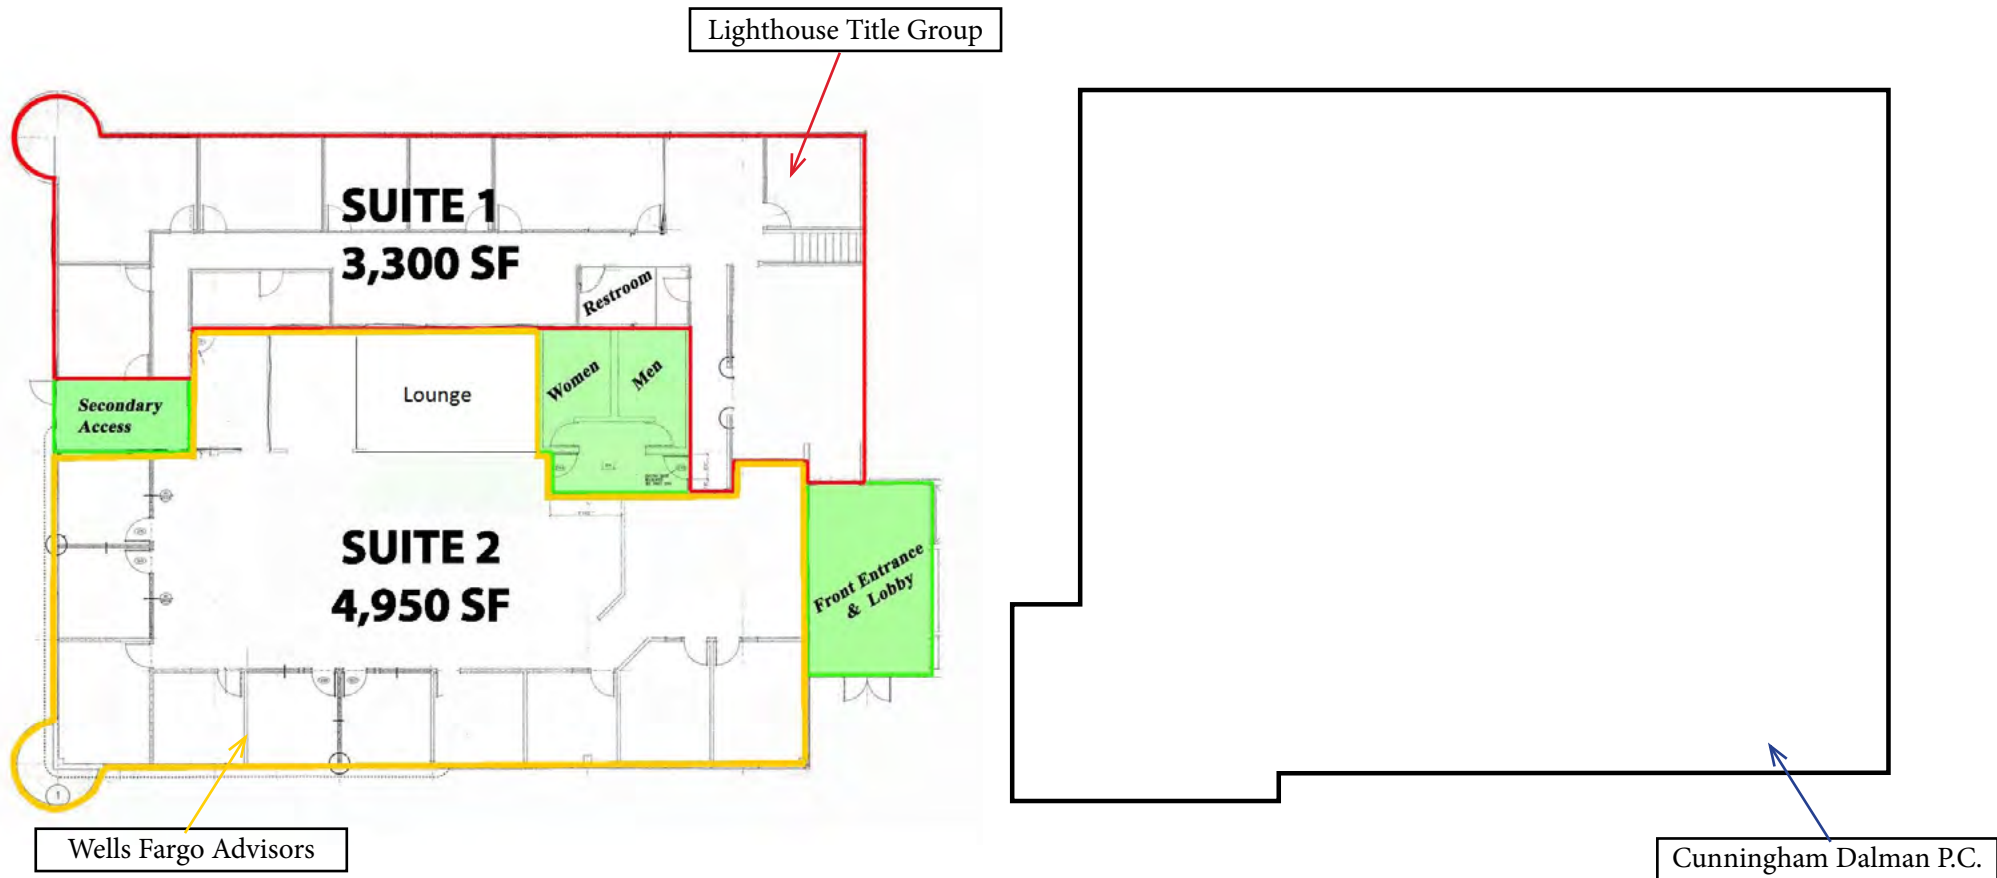 Lighthouse Title Group
SUITE 1
3,300 SF
Restroom
Women
Men
Lounge
Secondary
Access
SUITE 2
4,950 SF
Front Entrance
& Lobby
1
Wells Fargo Advisors
Cunningham Dalman P.C.